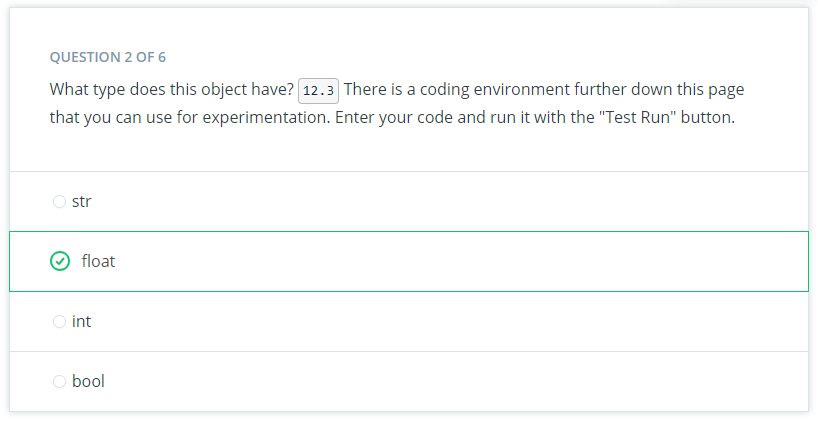 QUESTION 2 OF 6
What type does this object have? 12.3 There is a coding environment further down this page
that you can use for experimentation. Enter your code and run it with the "Test Run" button.
str
float
int
bool